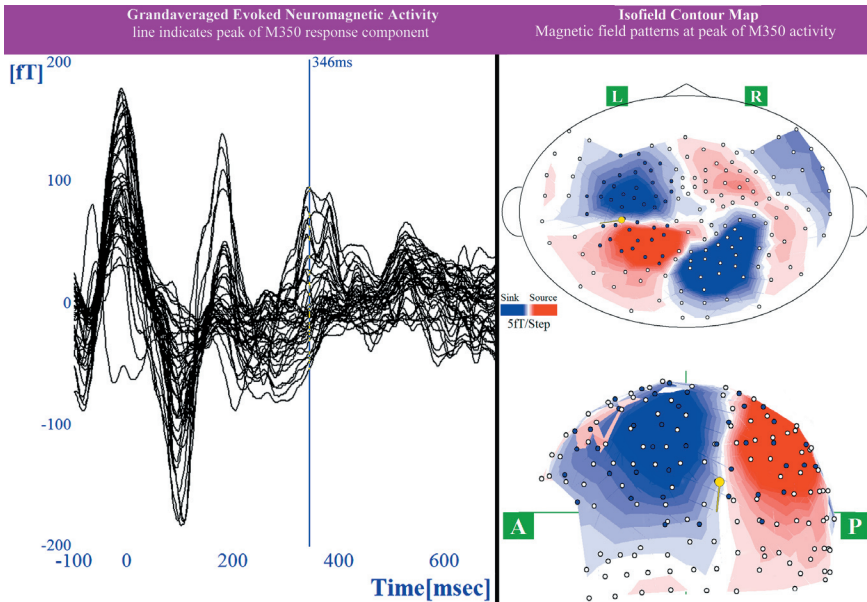 Grandaveraged Evoked Neuromagnetic Activity
line indicates peak of M350 response component
Isofield Contour Map
Magnetic field patterns at peak of M350 activity
[fT]
200
346ms
100
0
-100
-200
-100 0 200 400 600
Time[msec]
L R
Sink Source
5fT/Step
A P